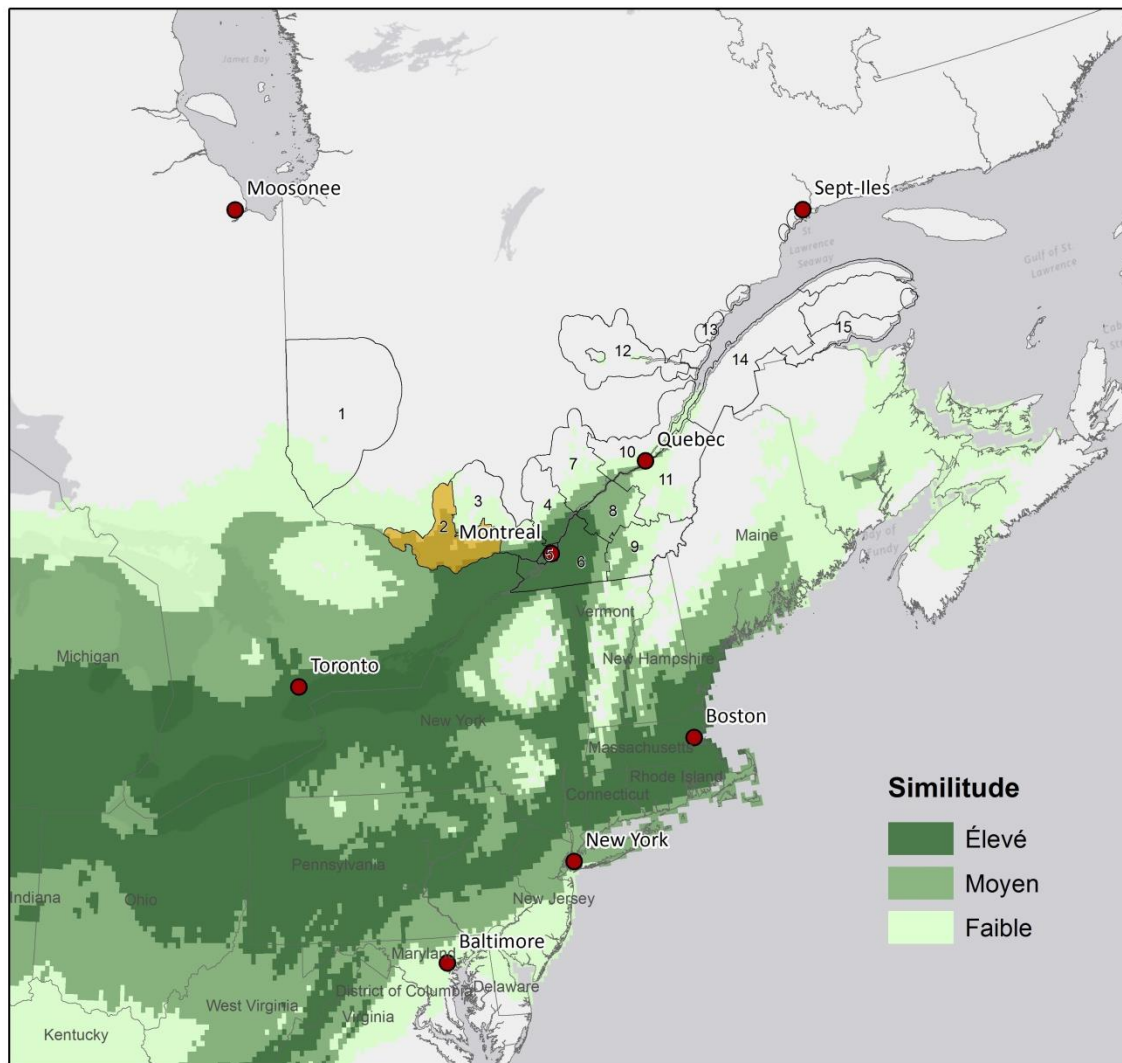 James Bay
Moosonee
Sept-Iles
St.
Lawrence
Seaway
Gulf of St.
Lawrence
15
13
14
12
1
Quebec
10
7
11
3
4
8
2
Montreal
5
6
9
Maine
Vermont
Michigan
New Hampshire
Toronto
New York
Boston
Massachusetts
Rhode Island
Connecticut
Similitude
Élevé
Moyen
Faible
New York
Pennsylvania
Indiana
Ohio
New Jersey
Baltimore
Maryland
District of Columbia
Delaware
West Virginia
Virginia
Kentucky